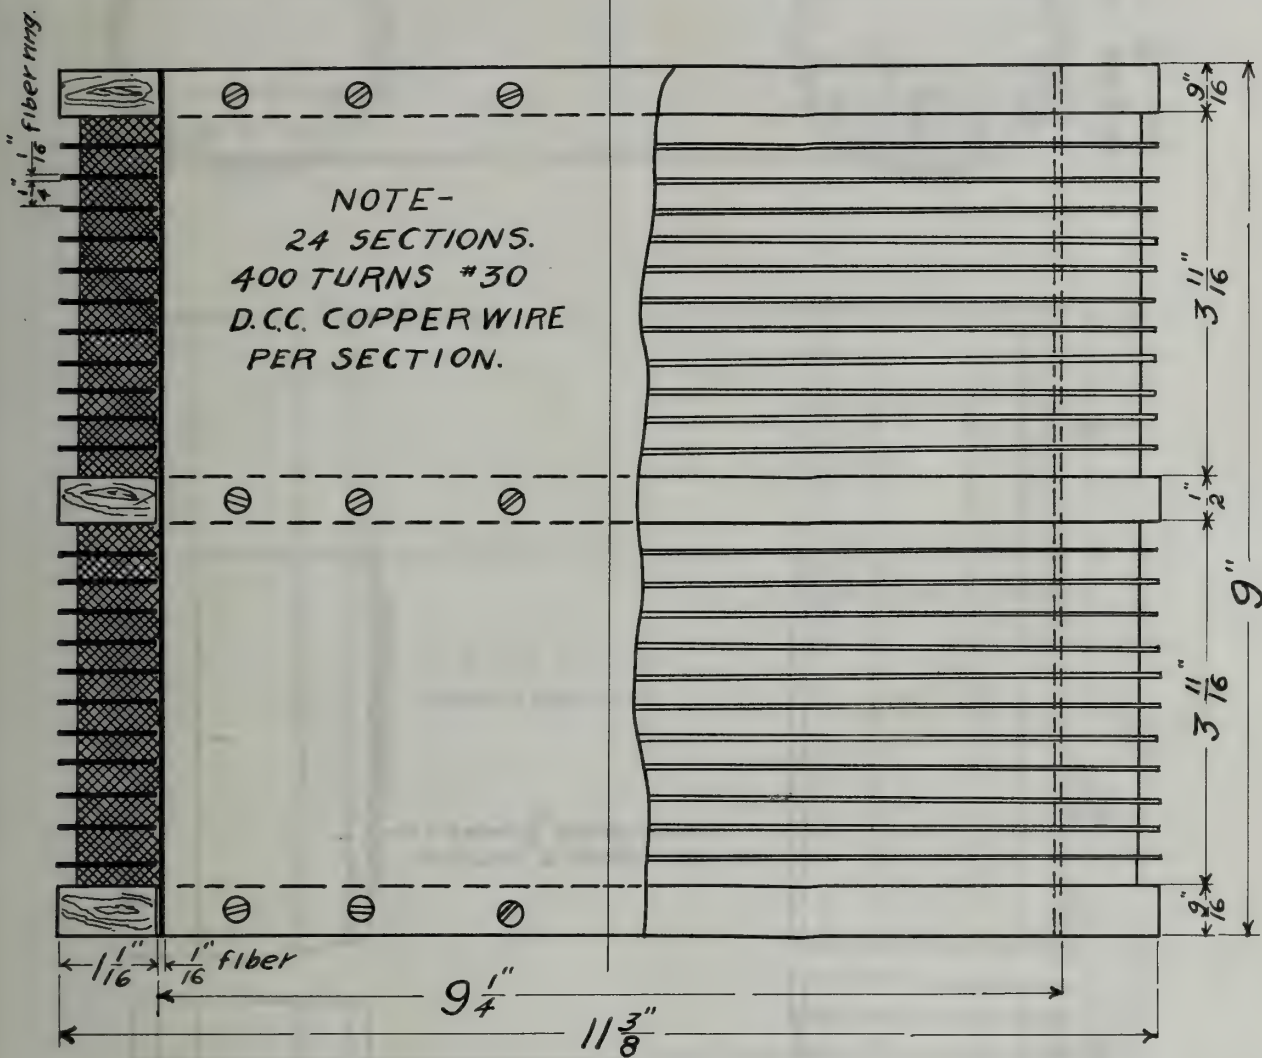 1/4" 1/16" fiber ring.
9/16"
NOTE-
24 SECTIONS.
400 TURNS #30
D.C.C. COPPER WIRE
PER SECTION.
3 11/16"
1/2"
9"
3 11/16"
9/16"
1 1/16"
1/16" fiber
9 1/4"
11 3/8"